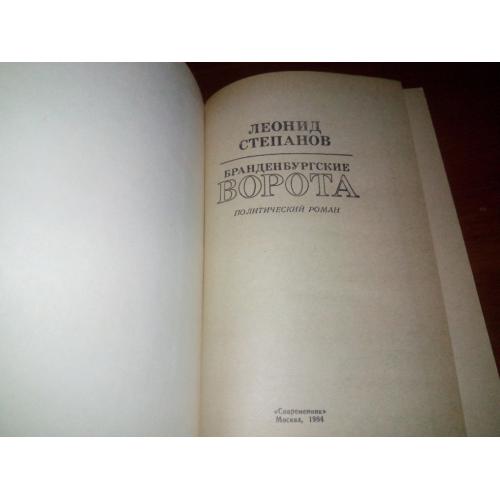 ЛЕОНИД
СТЕПАНОВ
БРАНДЕНБУРГСКИЕ
ВОРОТА
ПОЛИТИЧЕСКИЙ РОМАН
«Современник»
Москва, 1984